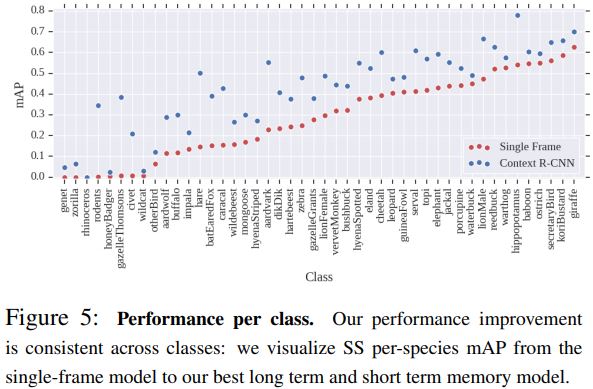 0.8
0.7
0.6
0.5
0.4
0.3
0.2
0.1
0.0
mAP
Single Frame
Context R-CNN
genet
zorilla
rhinoceros
rodents
honeyBadger
gazelleThomsons
civet
wildcat
otherBird
aardwolf
buffalo
impala
hare
batEaredFox
caracal
wildebeest
mongoose
hyenaStriped
aardvark
dikDik
hartebeest
zebra
gazelleGrants
lionFemale
vervetMonkey
bushbuck
hyenaSpotted
eland
cheetah
leopard
guineaFowl
serval
topi
elephant
jackal
porcupine
waterbuck
lionMale
reedbuck
warthog
hippopotamus
baboon
ostrich
secretaryBird
koriBustard
giraffe
Class
Figure 5: Performance per class. Our performance improvement
is consistent across classes: we visualize SS per-species mAP from the
single-frame model to our best long term and short term memory model.